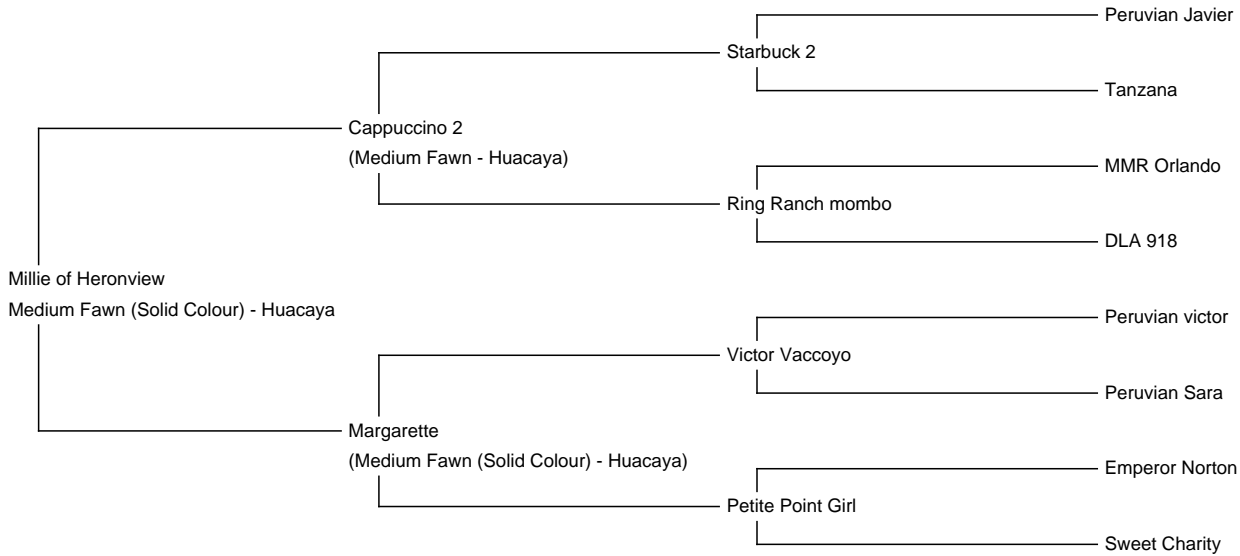 Peruvian Javier
Starbuck 2
Tanzana
Cappuccino 2
(Medium Fawn - Huacaya)
MMR Orlando
Ring Ranch mombo
DLA 918
Millie of Heronview
Medium Fawn (Solid Colour) - Huacaya
Peruvian victor
Victor Vaccoyo
Peruvian Sara
Margarette
(Medium Fawn (Solid Colour) - Huacaya)
Emperor Norton
Petite Point Girl
Sweet Charity